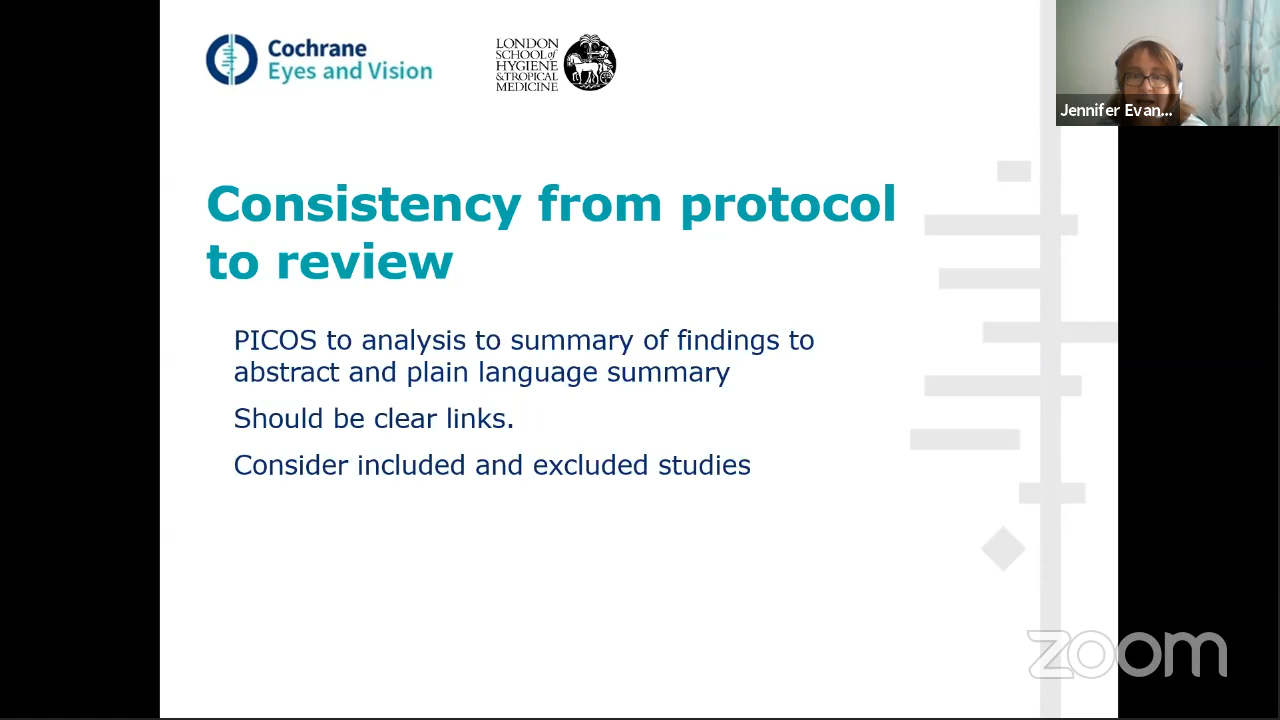 Cochrane
Eyes and Vision
LONDON
SCHOOL of
HYGIENE
& TROPICAL
MEDICINE
Jennifer Evan...
Consistency from protocol
to review
PICOS to analysis to summary of findings to
abstract and plain language summary
Should be clear links.
Consider included and excluded studies
zoom